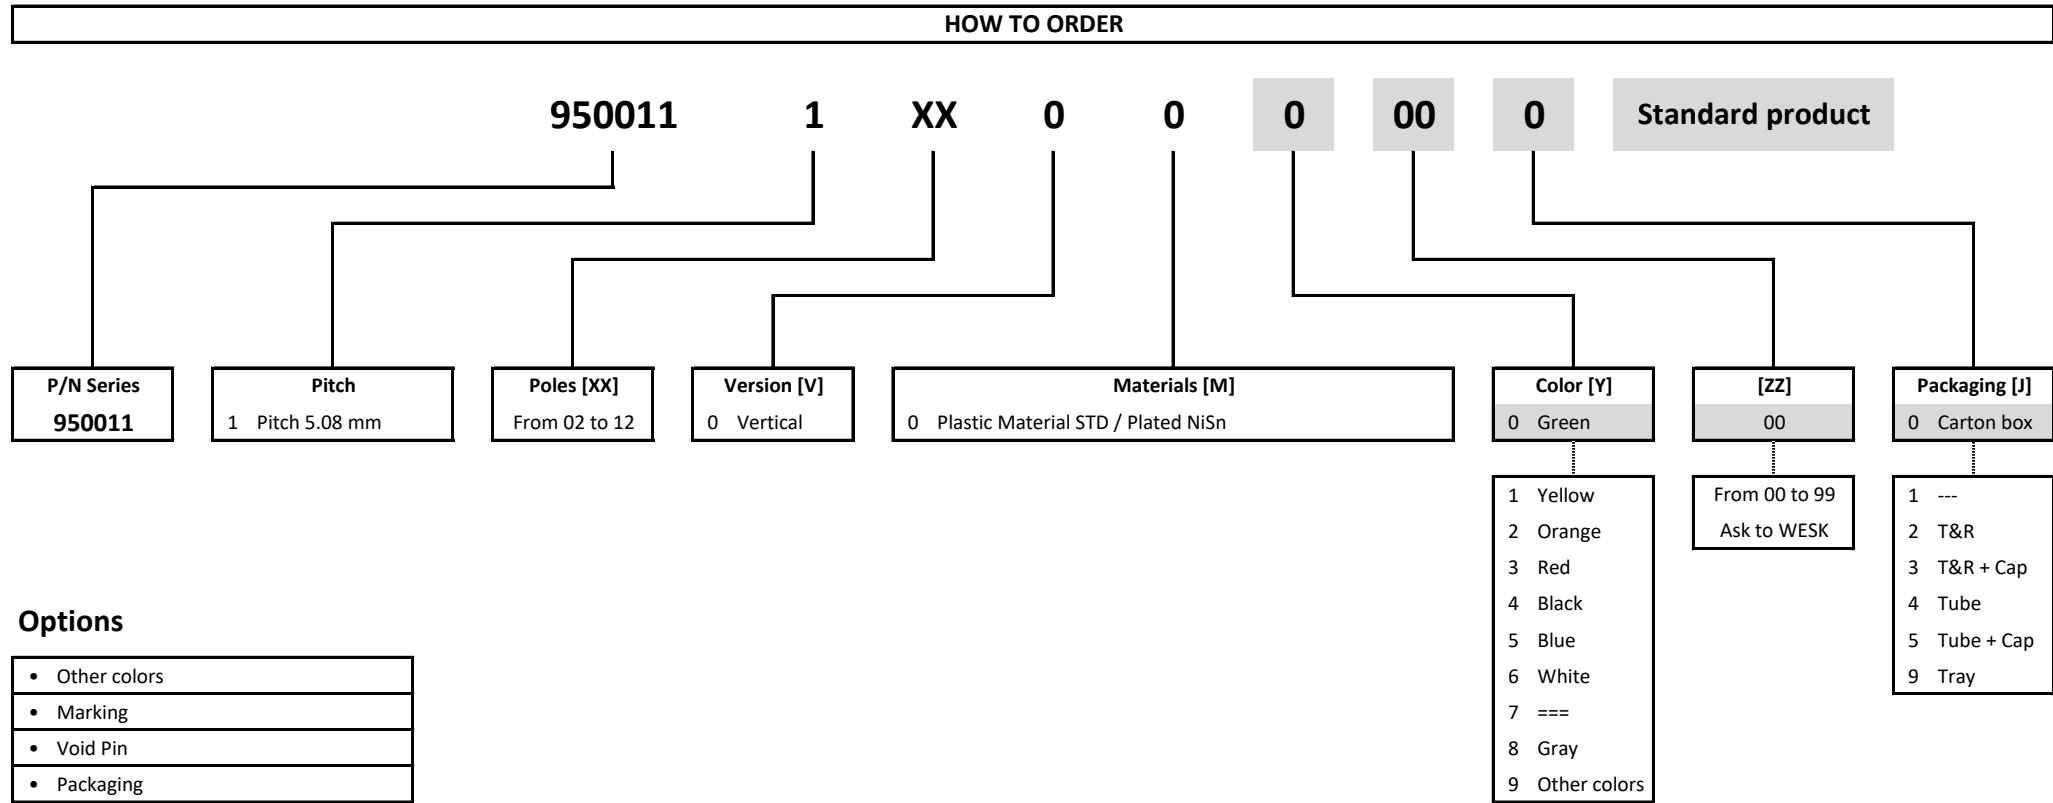 HOW TO ORDER
950011 1 XX 0 0 0 00 0 Standard product
P/N Series
950011
Pitch
1 Pitch 5.08 mm
Poles [XX]
From 02 to 12
Version [V]
0 Vertical
Materials [M]
0 Plastic Material STD / Plated NiSn
Color [Y]
0 Green
1 Yellow
2 Orange
3 Red
4 Black
5 Blue
6 White
7 ===
8 Gray
9 Other colors
[ZZ]
00
From 00 to 99
Ask to WESK
Packaging [J]
0 Carton box
1 ---
2 T&R
3 T&R + Cap
4 Tube
5 Tube + Cap
9 Tray
Options
• Other colors
• Marking
• Void Pin
• Packaging